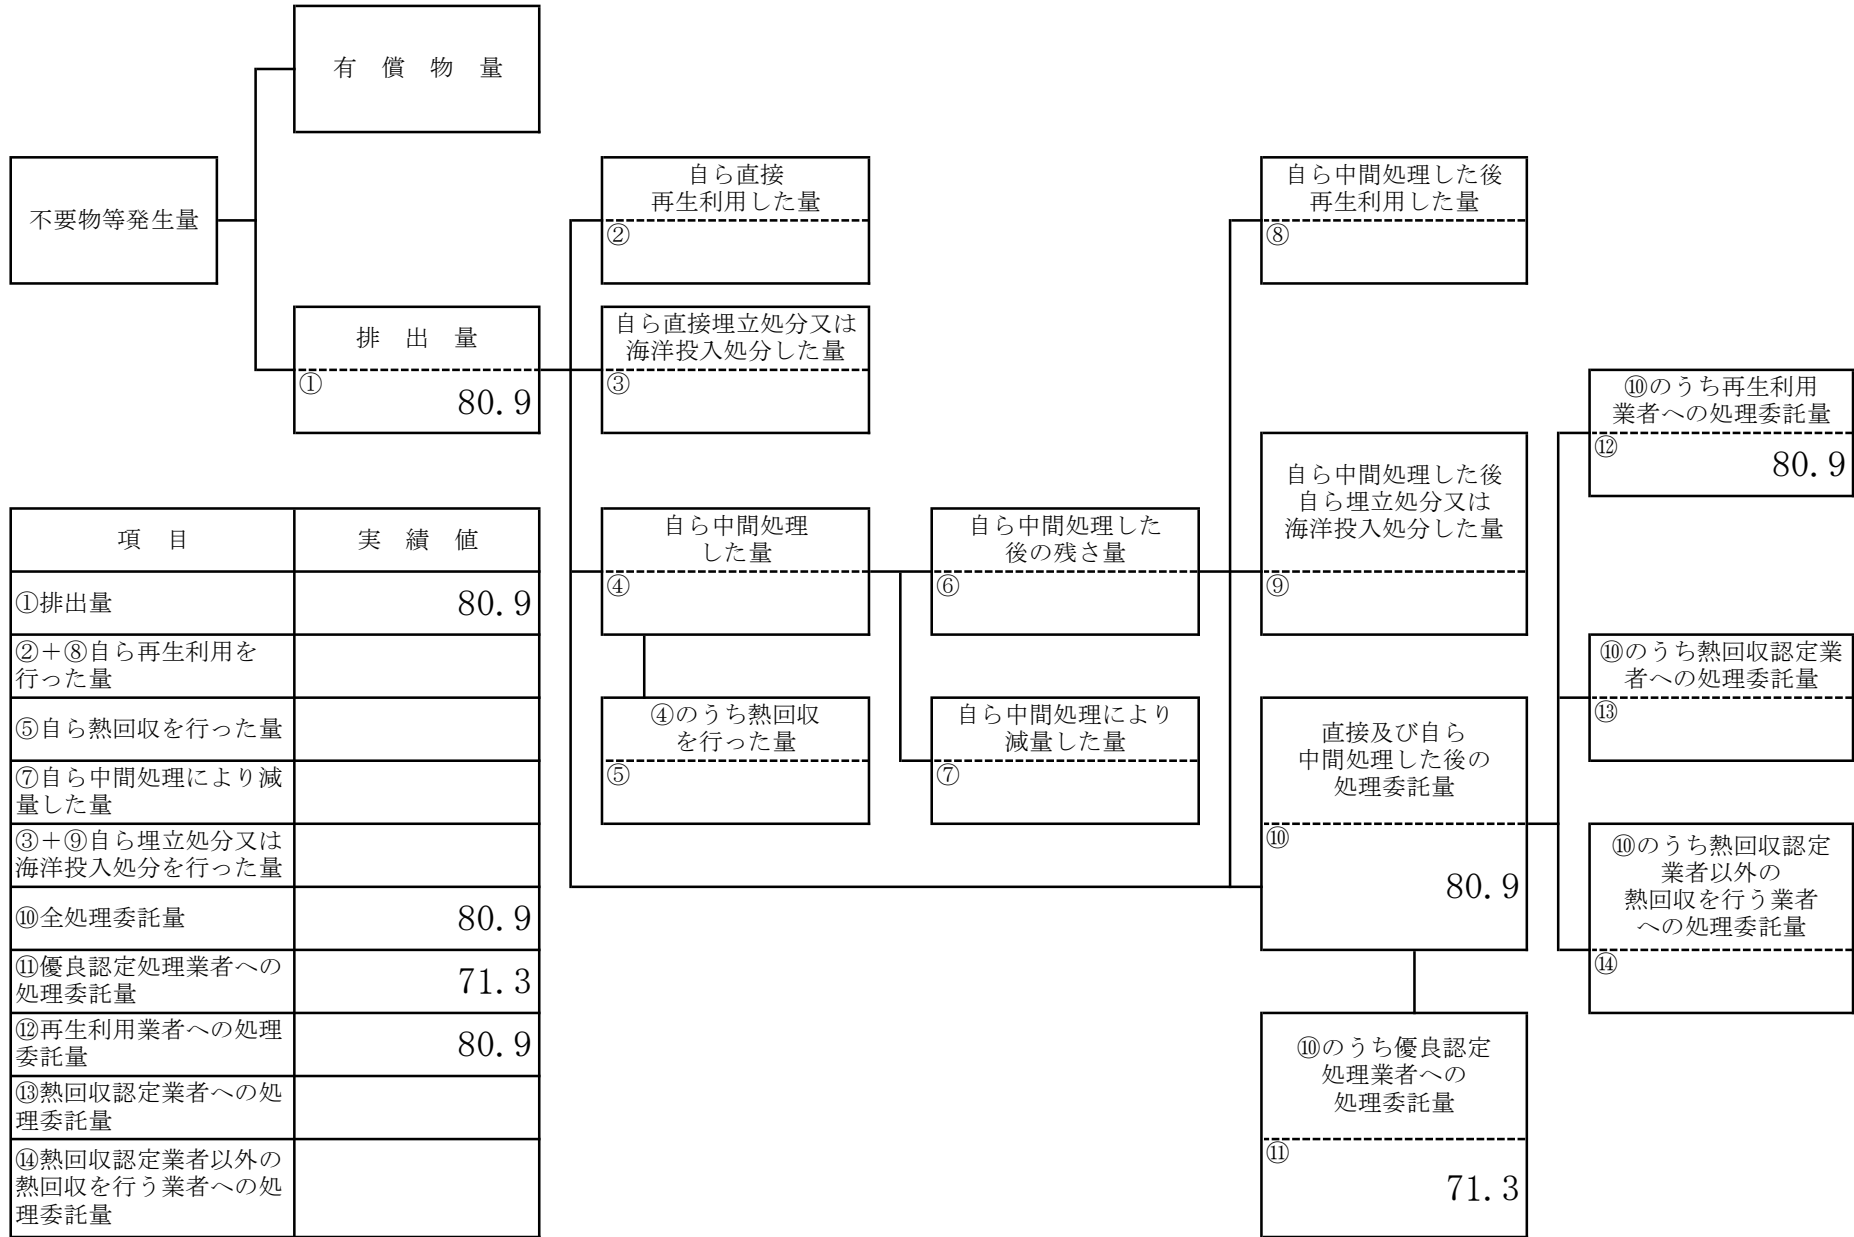 有　償　物　量
不要物等発生量
排　出　量
①
80.9
自ら直接
再生利用した量
②
自ら直接埋立処分又は
海洋投入処分した量
③
自ら中間処理
した量
④
④のうち熱回収
を行った量
⑤
自ら中間処理した
後の残さ量
⑥
自ら中間処理により
減量した量
⑦
自ら中間処理した後
再生利用した量
⑧
自ら中間処理した後
自ら埋立処分又は
海洋投入処分した量
⑨
直接及び自ら
中間処理した後の
処理委託量
⑩
80.9
⑩のうち優良認定
処理業者への
処理委託量
⑪
71.3
⑩のうち再生利用
業者への処理委託量
⑫
80.9
⑩のうち熱回収認定業
者への処理委託量
⑬
⑩のうち熱回収認定
業者以外の
熱回収を行う業者
への処理委託量
⑭
項　目　実　績　値
①排出量　80.9
②＋⑧自ら再生利用を
行った量
⑤自ら熱回収を行った量
⑦自ら中間処理により減
量した量
③＋⑨自ら埋立処分又は
海洋投入処分を行った量
⑩全処理委託量　80.9
⑪優良認定処理業者への
処理委託量　71.3
⑫再生利用業者への処理
委託量　80.9
⑬熱回収認定業者への処
理委託量
⑭熱回収認定業者以外の
熱回収を行う業者への処
理委託量